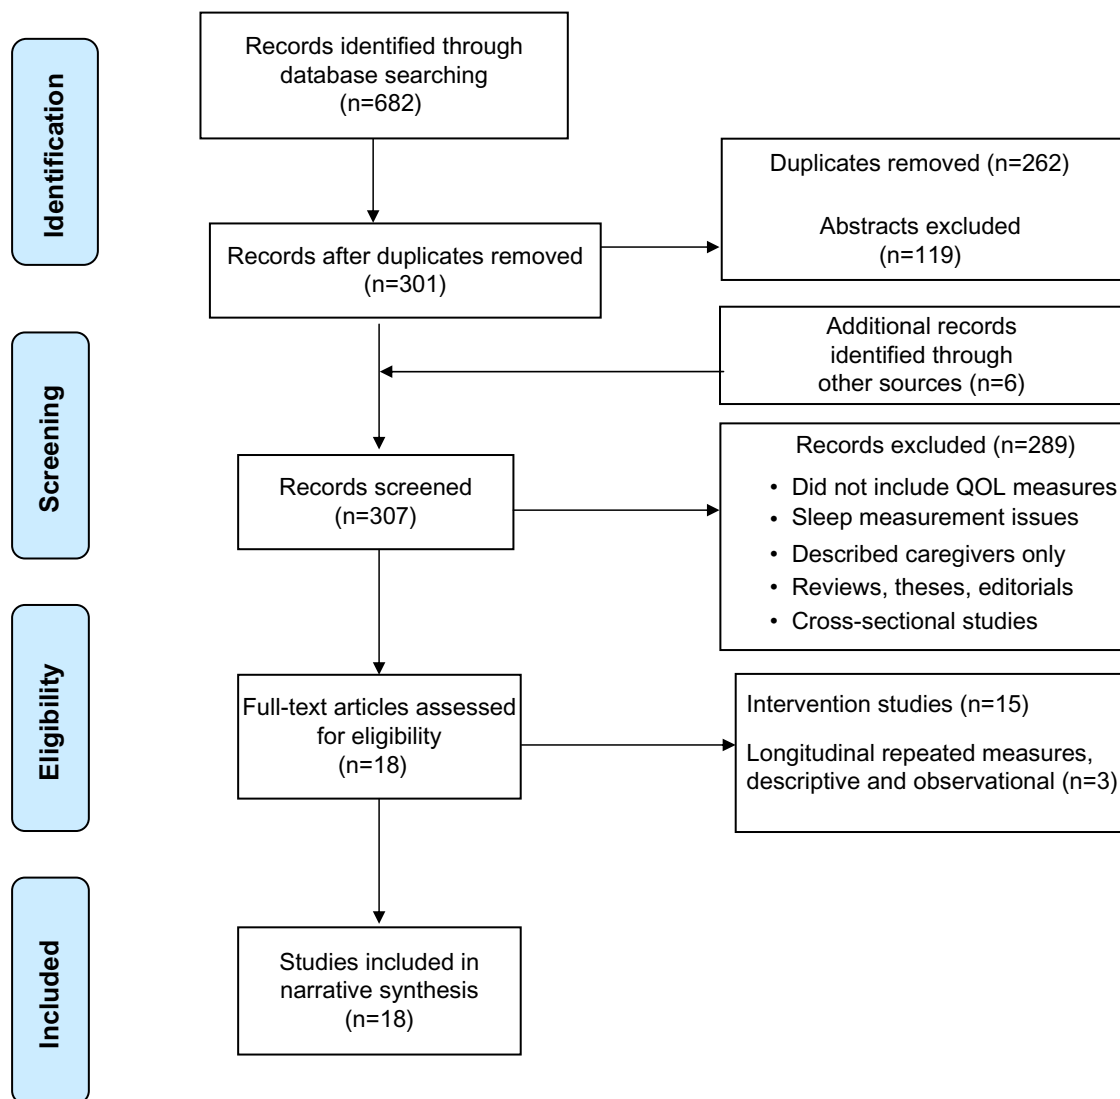 Identification
Records identified through
database searching
(n=682)
Duplicates removed (n=262)
Abstracts excluded
(n=119)
Records after duplicates removed
(n=301)
Screening
Additional records
identified through
other sources (n=6)
Records screened
(n=307)
Records excluded (n=289)
• Did not include QOL measures
• Sleep measurement issues
• Described caregivers only
• Reviews, theses, editorials
• Cross-sectional studies
Eligibility
Full-text articles assessed
for eligibility
(n=18)
Intervention studies (n=15)
Longitudinal repeated measures,
descriptive and observational (n=3)
Included
Studies included in
narrative synthesis
(n=18)